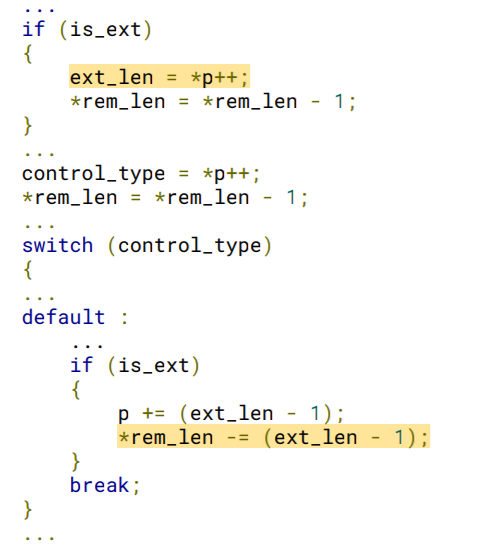 ...
if (is_ext)
{
    ext_len = *p++;
    *rem_len = *rem_len - 1;
}
...
control_type = *p++;
*rem_len = *rem_len - 1;
...
switch (control_type)
{
...
default :
    ...
    if (is_ext)
    {
        p += (ext_len - 1);
        *rem_len -= (ext_len - 1);
    }
    break;
}
...